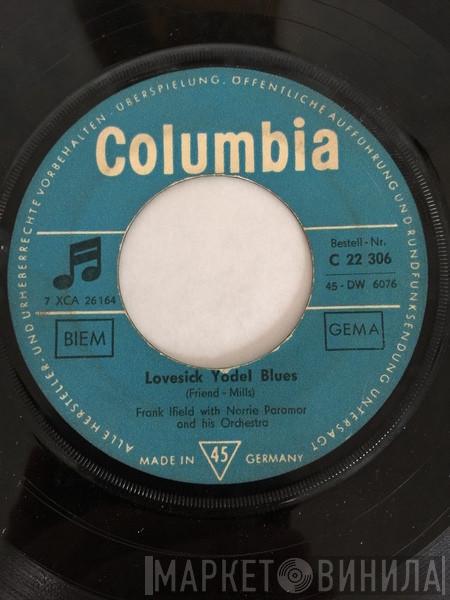 ALLE HERSTELLER- UND URHEBERRECHTE VORBEHALTEN · ÜBERSPIELUNG, ÖFFENTLICHE AUFFÜHRUNG UND RUNDFUNKSENDUNG UNTERSAGT
Columbia
Bestell-Nr.
C 22 306
7 XCA 26164
45-DW 6076
BIEM
GEMA
Lovesick Yodel Blues
(Friend - Mills)
Frank Ifield with Norrie Paramor
and his Orchestra
MADE IN 45 GERMANY
МАРКЕТ ВИНИЛА